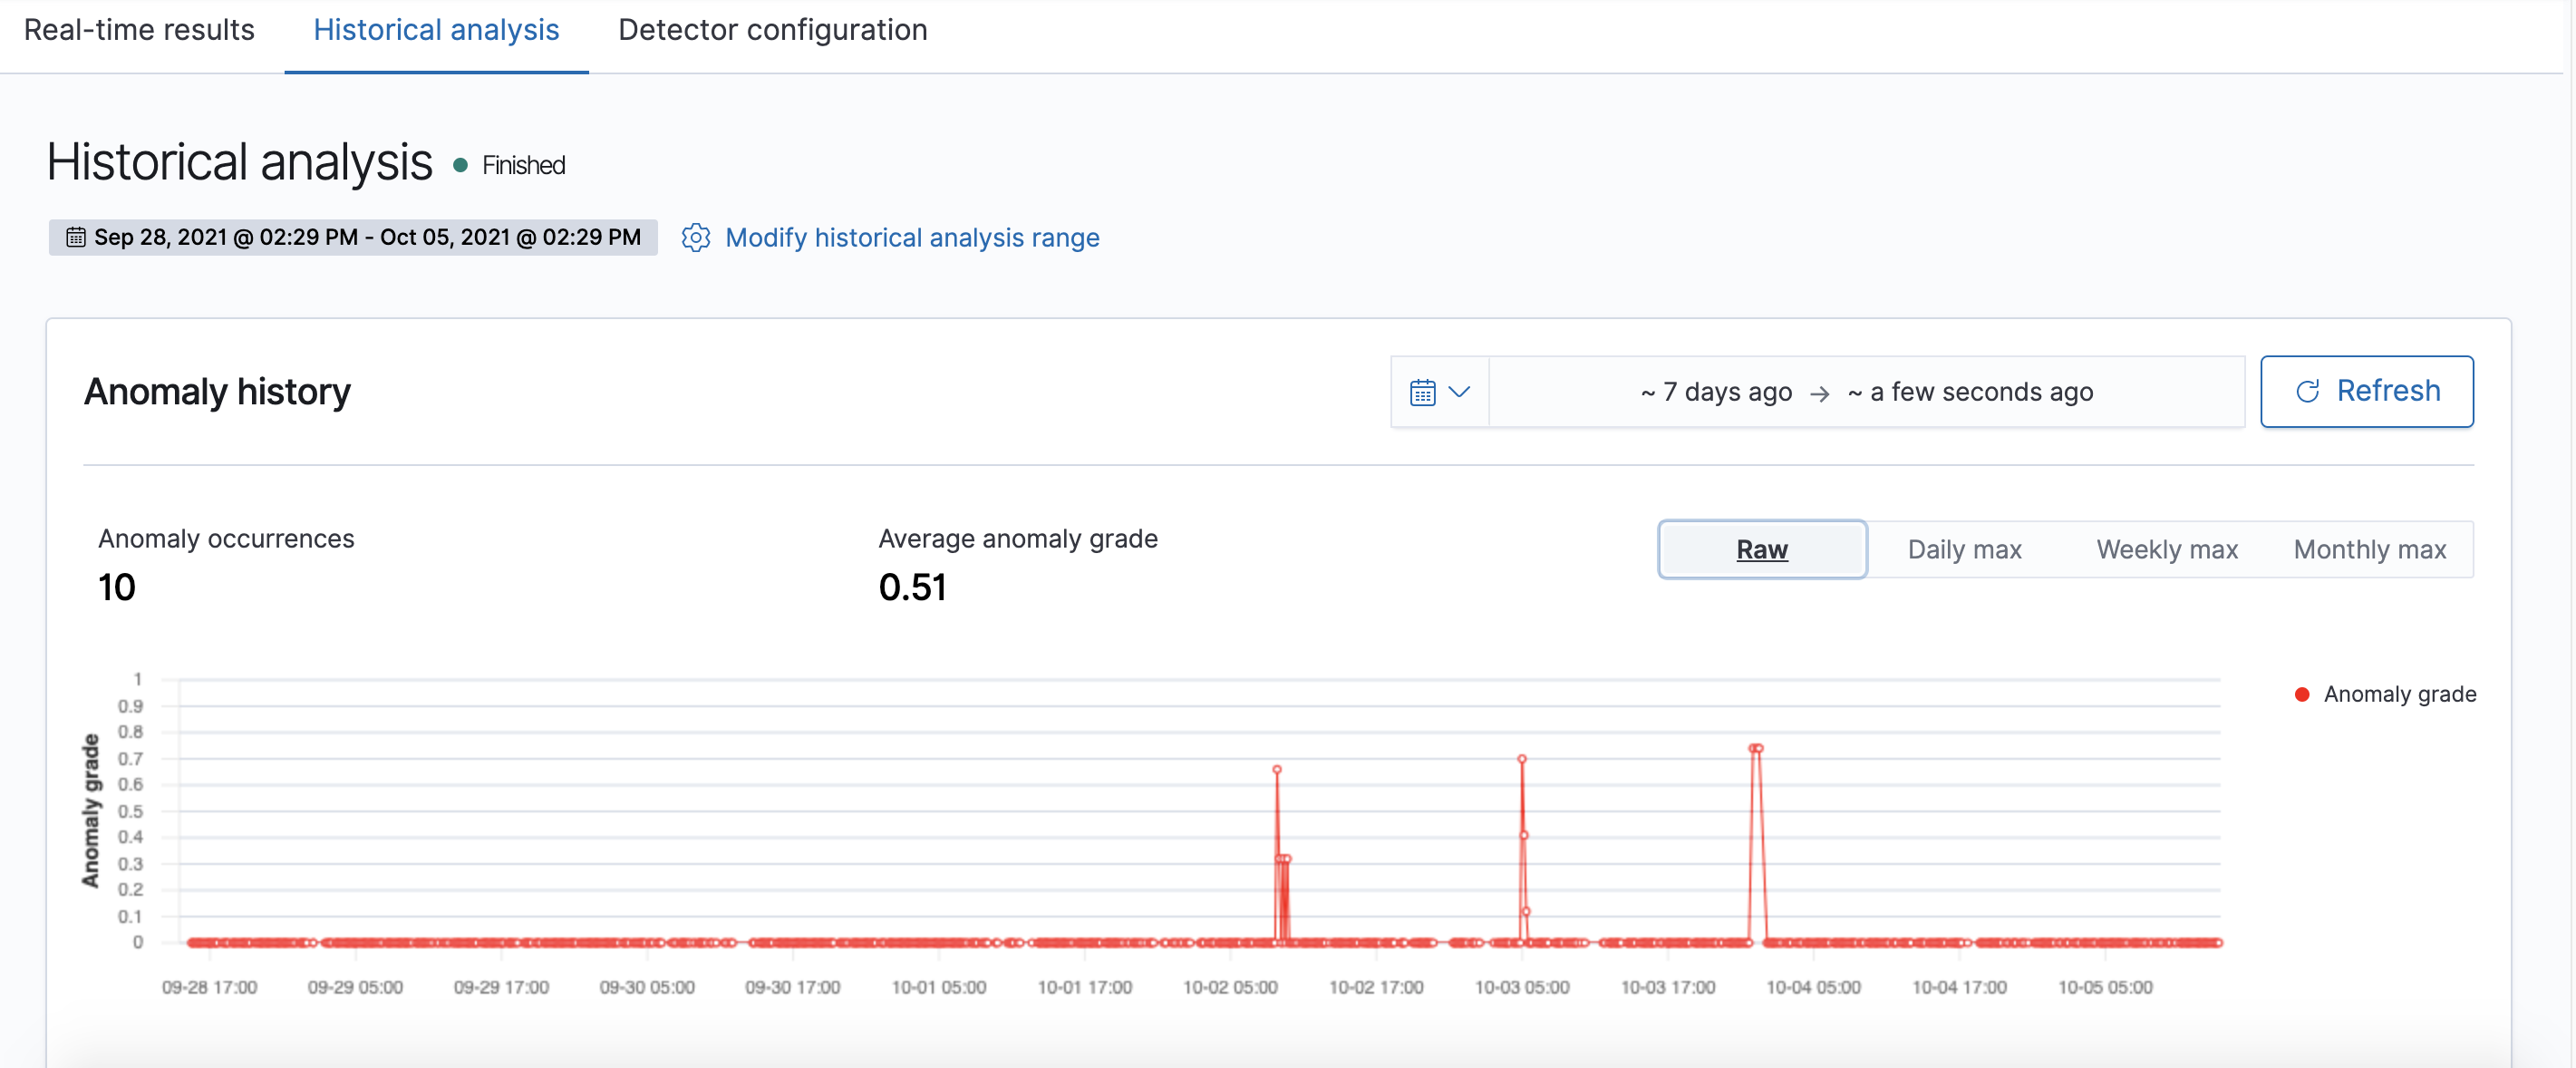 Real-time results Historical analysis Detector configuration
Historical analysis Finished
Sep 28, 2021 @ 02:29 PM - Oct 05, 2021 @ 02:29 PM Modify historical analysis range
Anomaly history ~ 7 days ago → ~ a few seconds ago Refresh
Anomaly occurrences Average anomaly grade Raw Daily max Weekly max Monthly max
10 0.51
1
0.9
0.8
0.7
0.6
0.5
0.4
0.3
0.2
0.1
0
Anomaly grade
Anomaly grade
09-28 17:00 09-29 05:00 09-29 17:00 09-30 05:00 09-30 17:00 10-01 05:00 10-01 17:00 10-02 05:00 10-02 17:00 10-03 05:00 10-03 17:00 10-04 05:00 10-04 17:00 10-05 05:00